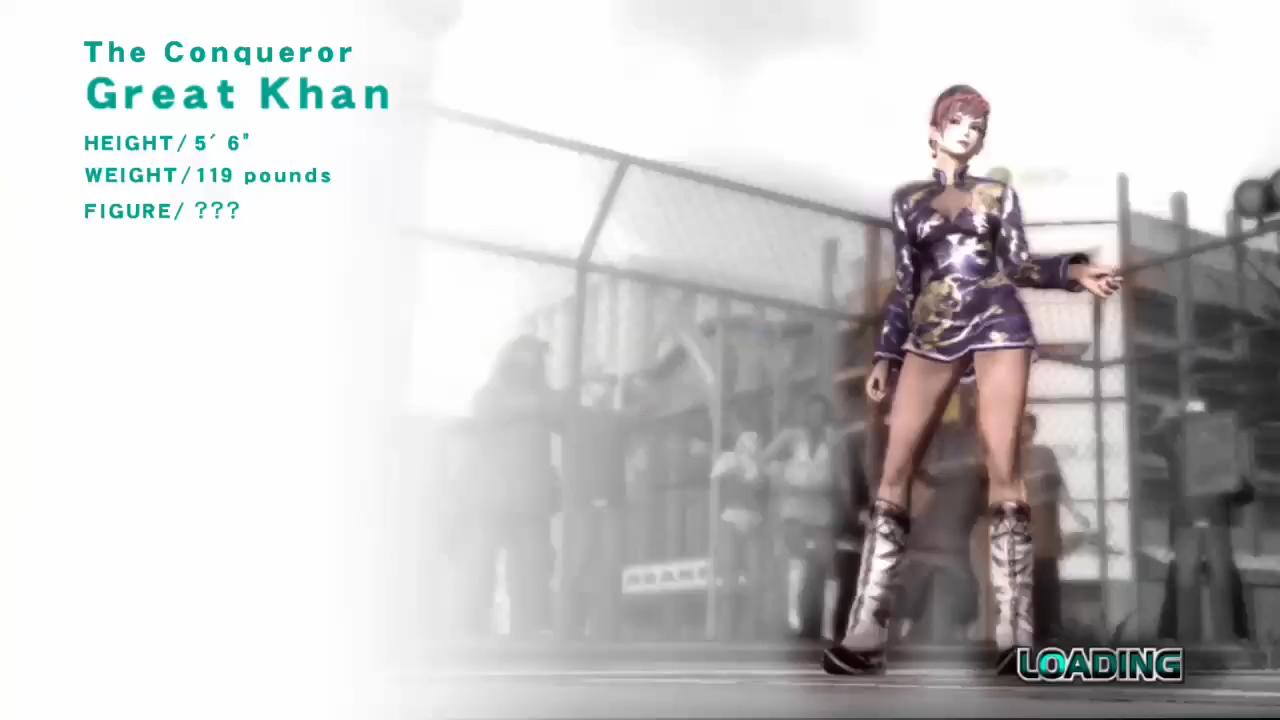 The Conqueror
Great Khan
HEIGHT/ 5´ 6"
WEIGHT/119 pounds
FIGURE/ ???
LOADING